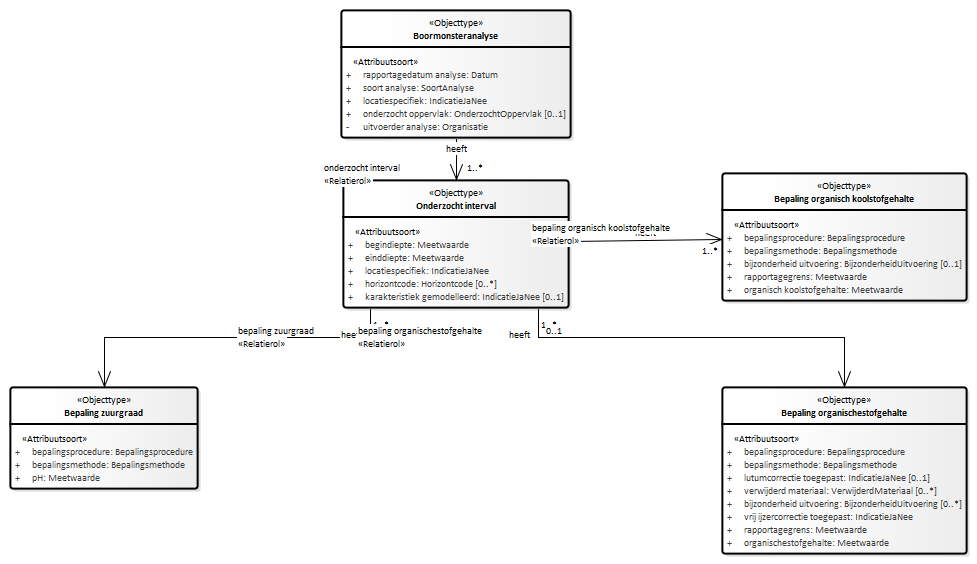 «Objecttype»
Boormonsteranalyse
«Attribuutsoort»
+ rapportagedatum analyse: Datum
+ soort analyse: SoortAnalyse
+ locatiespecifiek: IndicatieJaNee
+ onderzocht oppervlak: OnderzochtOppervlak [0..1]
- uitvoerder analyse: Organisatie
heeft
onderzocht interval
«Relatierol»
1..*
«Objecttype»
Onderzocht interval
«Attribuutsoort»
+ begindiepte: Meetwaarde
+ einddiepte: Meetwaarde
+ locatiespecifiek: IndicatieJaNee
+ horizontcode: Horizontcode [0..*]
+ karakteristiek gemodelleerd: IndicatieJaNee [0..1]
bepaling organisch koolstofgehalte
«Relatierol»
1..*
«Objecttype»
Bepaling organisch koolstofgehalte
«Attribuutsoort»
+ bepalingsprocedure: Bepalingsprocedure
+ bepalingsmethode: Bepalingsmethode
+ bijzonderheid uitvoering: BijzonderheidUitvoering [0..1]
+ rapportagegrens: Meetwaarde
+ organisch koolstofgehalte: Meetwaarde
bepaling zuurgraad
«Relatierol»
bepaling organischestofgehalte
«Relatierol»
heeft
1..*
0..1
«Objecttype»
Bepaling zuurgraad
«Attribuutsoort»
+ bepalingsprocedure: Bepalingsprocedure
+ bepalingsmethode: Bepalingsmethode
+ pH: Meetwaarde
«Objecttype»
Bepaling organischestofgehalte
«Attribuutsoort»
+ bepalingsprocedure: Bepalingsprocedure
+ bepalingsmethode: Bepalingsmethode
+ lutumcorrectie toegepast: IndicatieJaNee [0..1]
+ verwijderd materiaal: VerwijderdMateriaal [0..*]
+ bijzonderheid uitvoering: BijzonderheidUitvoering [0..*]
+ vrij ijzercorrectie toegepast: IndicatieJaNee
+ rapportagegrens: Meetwaarde
+ organischestofgehalte: Meetwaarde